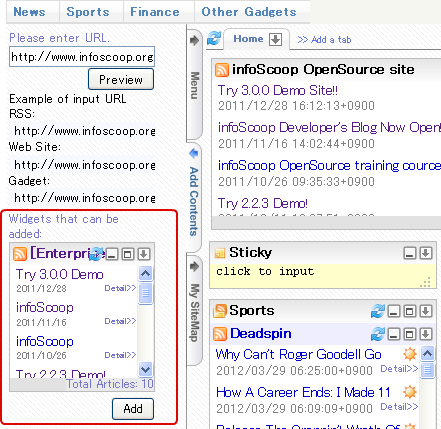 News Sports Finance Other Gadgets
Please enter URL.
http://www.infoscoop.org
Preview
Example of input URL
RSS:
http://www.infoscoop.org
Web Site:
http://www.infoscoop.org
Gadget:
http://www.infoscoop.org
Widgets that can be
added:
[Enterprise
Try 3.0.0 Demo
2011/12/28 Detail>>
infoScoop
2011/11/16 Detail>>
infoScoop
2011/10/26 Detail>>
Try 2.2.3 Demo!
Total Articles: 10
Add
Menu
Add Contents
My SiteMap
Home >> Add a tab
infoScoop OpenSource site
Try 3.0.0 Demo Site!!
2011/12/28 16:12:13+0900
infoScoop Developer's Blog Now Open!
2011/11/16 14:02:44+0900
infoScoop OpenSource training cource
2011/10/26 09:35:33+0900
Try 2.2.3 Demo!
Sticky
click to input
Sports
Deadspin
Why Can't Roger Goodell Go
2012/03/29 06:25:00+0900
How A Career Ends: I Made 11
2012/03/29 06:09:09+0900